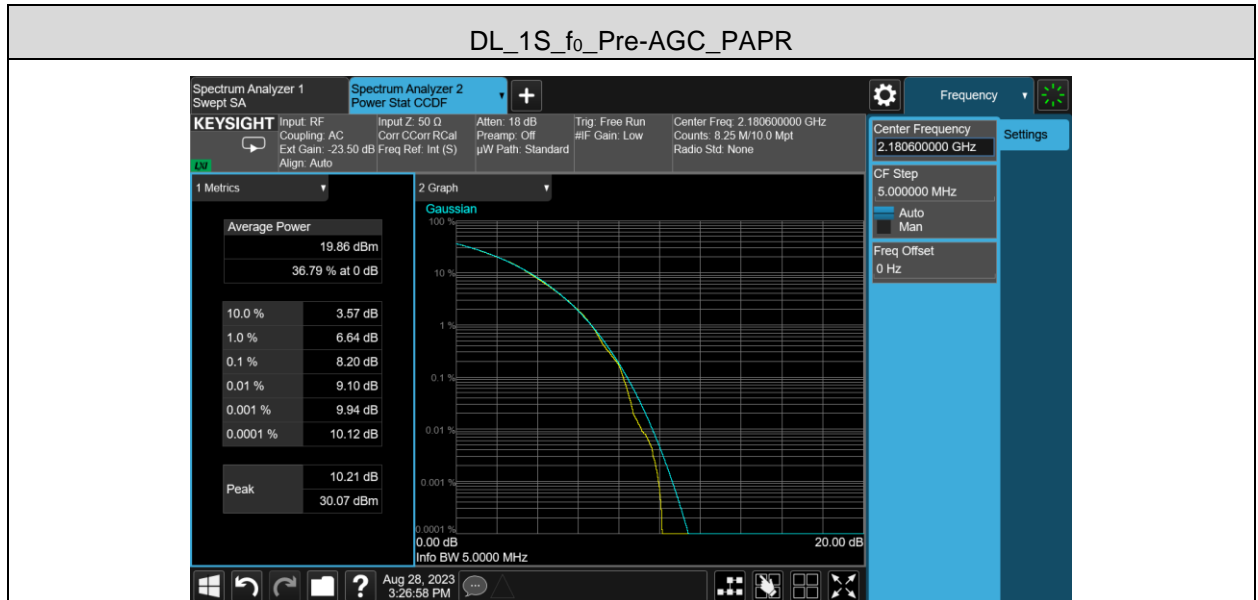 DL_1S_f₀_Pre-AGC_PAPR
Spectrum Analyzer 1
Swept SA
Spectrum Analyzer 2
Power Stat CCDF
Frequency
KEYSIGHT
LXI
Input: RF
Coupling: AC
Ext Gain: -23.50 dB
Align: Auto
Input Z: 50 Ω
Corr CCorr RCal
Freq Ref: Int (S)
Atten: 18 dB
Preamp: Off
µW Path: Standard
Trig: Free Run
#IF Gain: Low
Center Freq: 2.180600000 GHz
Counts: 8.25 M/10.0 Mpt
Radio Std: None
Center Frequency
2.180600000 GHz
Settings
CF Step
5.000000 MHz
Auto
Man
Freq Offset
0 Hz
1 Metrics
Average Power
19.86 dBm
36.79 % at 0 dB
10.0 % 3.57 dB
1.0 % 6.64 dB
0.1 % 8.20 dB
0.01 % 9.10 dB
0.001 % 9.94 dB
0.0001 % 10.12 dB
Peak
10.21 dB
30.07 dBm
2 Graph
Gaussian
100 %
10 %
1 %
0.1 %
0.01 %
0.001 %
0.0001 %
0.00 dB 20.00 dB
Info BW 5.0000 MHz
?
Aug 28, 2023
3:26:58 PM